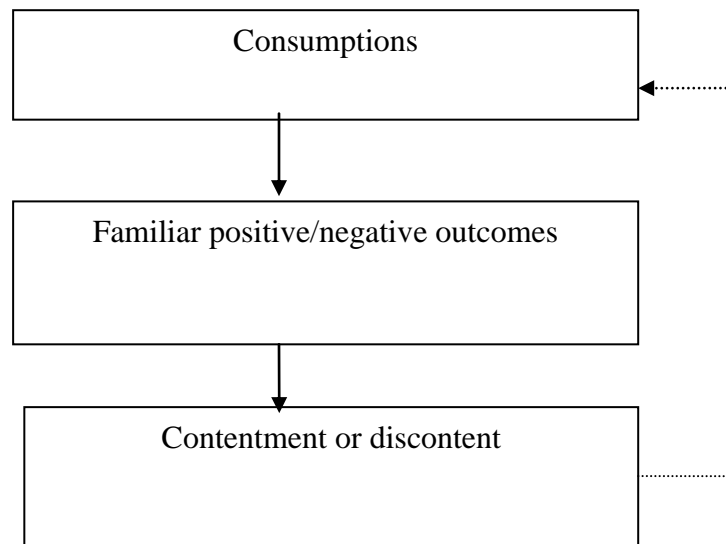 Consumptions
Familiar positive/negative outcomes
Contentment or discontent